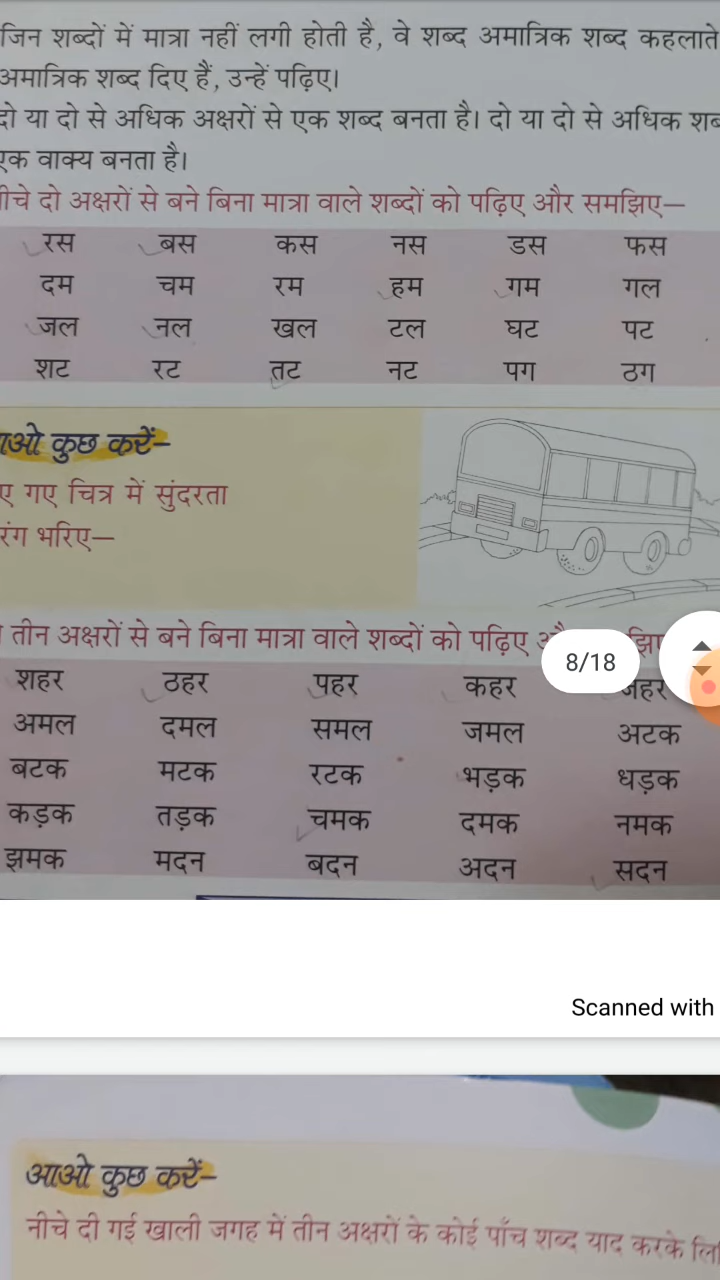 जिन शब्दों में मात्रा नहीं लगी होती है, वे शब्द अमात्रिक शब्द कहलाते
अमात्रिक शब्द दिए हैं, उन्हें पढ़िए।
दो या दो से अधिक अक्षरों से एक शब्द बनता है। दो या दो से अधिक
एक वाक्य बनता है।
दो अक्षरों से बने बिना मात्रा वाले शब्दों को पढ़िए और समझिए—
रस बस कस नस डस फस
दम चम रम हम गम गल
जल नल खल टल घट पट
शट रट तट नट पग ठग
कुछ करें-
गए चित्र में सुंदरता
रंग भरिए—
तीन अक्षरों से बने बिना मात्रा वाले शब्दों को पढ़िए
8/18
शहर ठहर पहर कहर जहर
अमल दमल समल जमल अटक
बटक मटक रटक भड़क धड़क
कड़क तड़क चमक दमक नमक
झमक मदन बदन अदन सदन
Scanned with
आओ कुछ करें-
नीचे दी गई खाली जगह में तीन अक्षरों के कोई पाँच शब्द याद करके